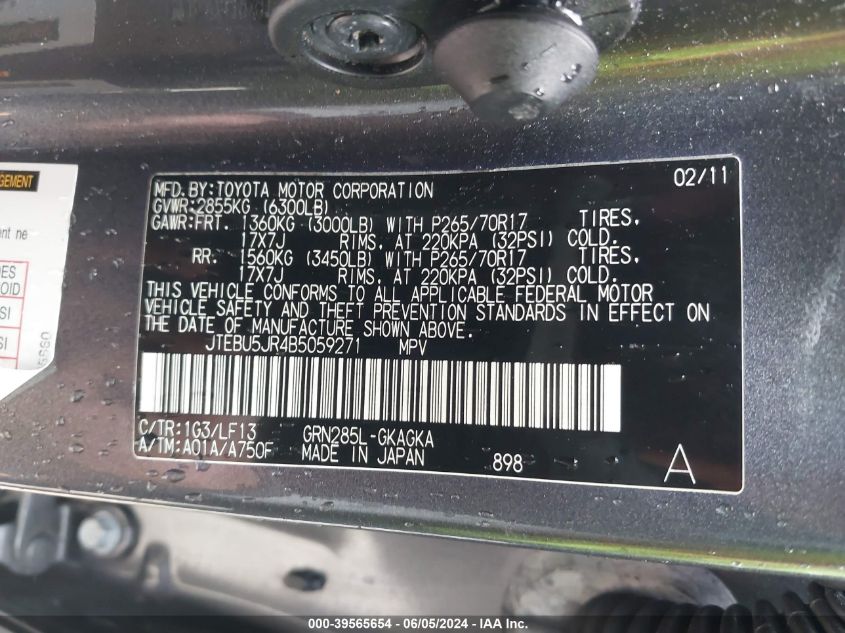 02/11
MFD. BY: TOYOTA MOTOR CORPORATION
GVWR: 2855KG (6300LB)
GAWR: FRT. 1360KG (3000LB) WITH P265/70R17 TIRES,
17X7J RIMS, AT 220KPA (32PSI) COLD.
RR. 1560KG (3450LB) WITH P265/70R17 TIRES,
17X7J RIMS, AT 220KPA (32PSI) COLD.
THIS VEHICLE CONFORMS TO ALL APPLICABLE FEDERAL MOTOR
VEHICLE SAFETY AND THEFT PREVENTION STANDARDS IN EFFECT ON
THE DATE OF MANUFACTURE SHOWN ABOVE.
JTEBU5JR4B5059271 MPV
C/TR: 1G3/LF13 GRN285L-GKAGKA
A/TM: A01A/A750F MADE IN JAPAN 898 A
000-39565654 - 06/05/2024 - IAAI Inc.